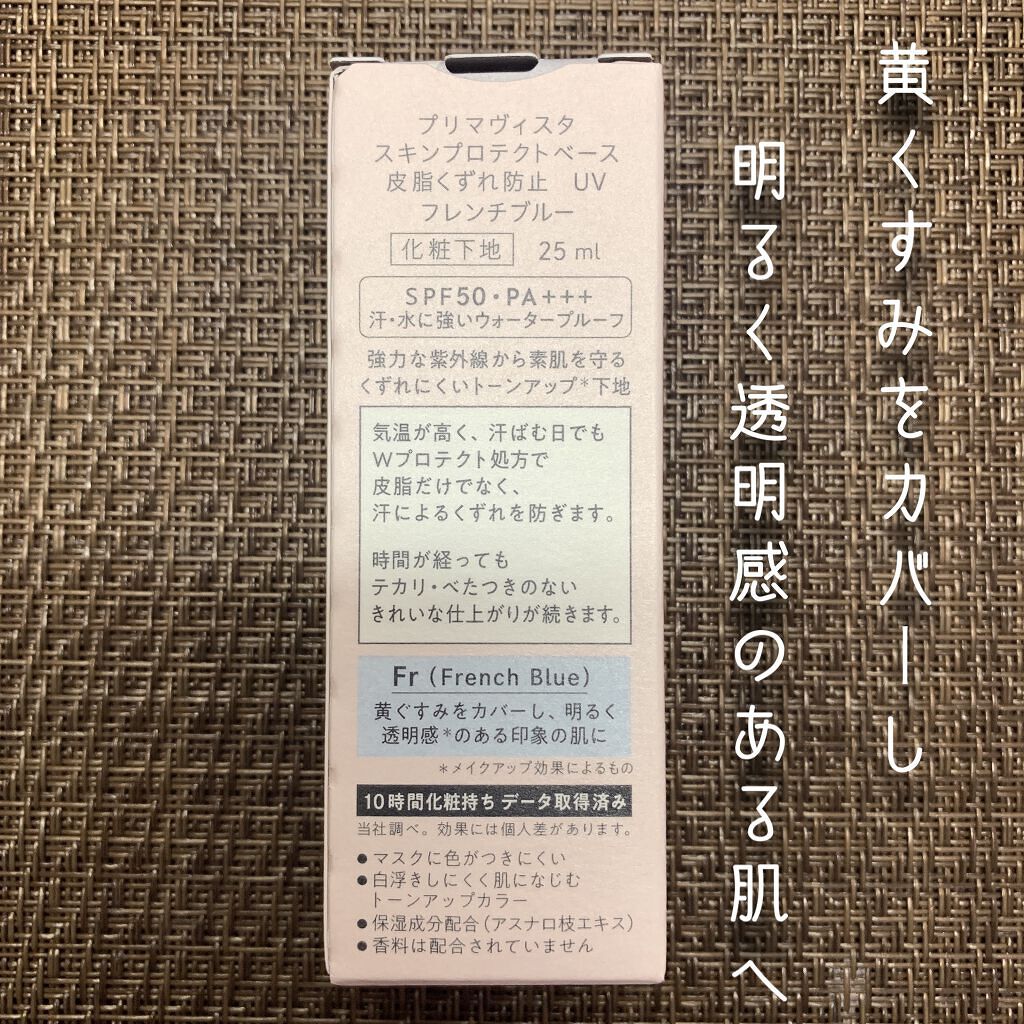 黄くすみをカバーし
明るく透明感のある肌へ
プリマヴィスタ
スキンプロテクトベース
皮脂くずれ防止 UV
フレンチブルー
化粧下地 25 ml
SPF50・PA+++
汗・水に強いウォータープルーフ
強力な紫外線から素肌を守る
くずれにくいトーンアップ*下地
気温が高く、汗ばむ日でも
Wプロテクト処方で
皮脂だけでなく、
汗によるくずれを防ぎます。
時間が経っても
テカリ・べたつきのない
きれいな仕上がりが続きます。
Fr (French Blue)
黄ぐすみをカバーし、明るく
透明感*のある印象の肌に
*メイクアップ効果によるもの
10時間化粧持ち データ取得済み
当社調べ。効果には個人差があります。
●マスクに色がつきにくい
●白浮きしにくく肌になじむ
トーンアップカラー
●保湿成分配合(アスナロ枝エキス)
●香料は配合されていません